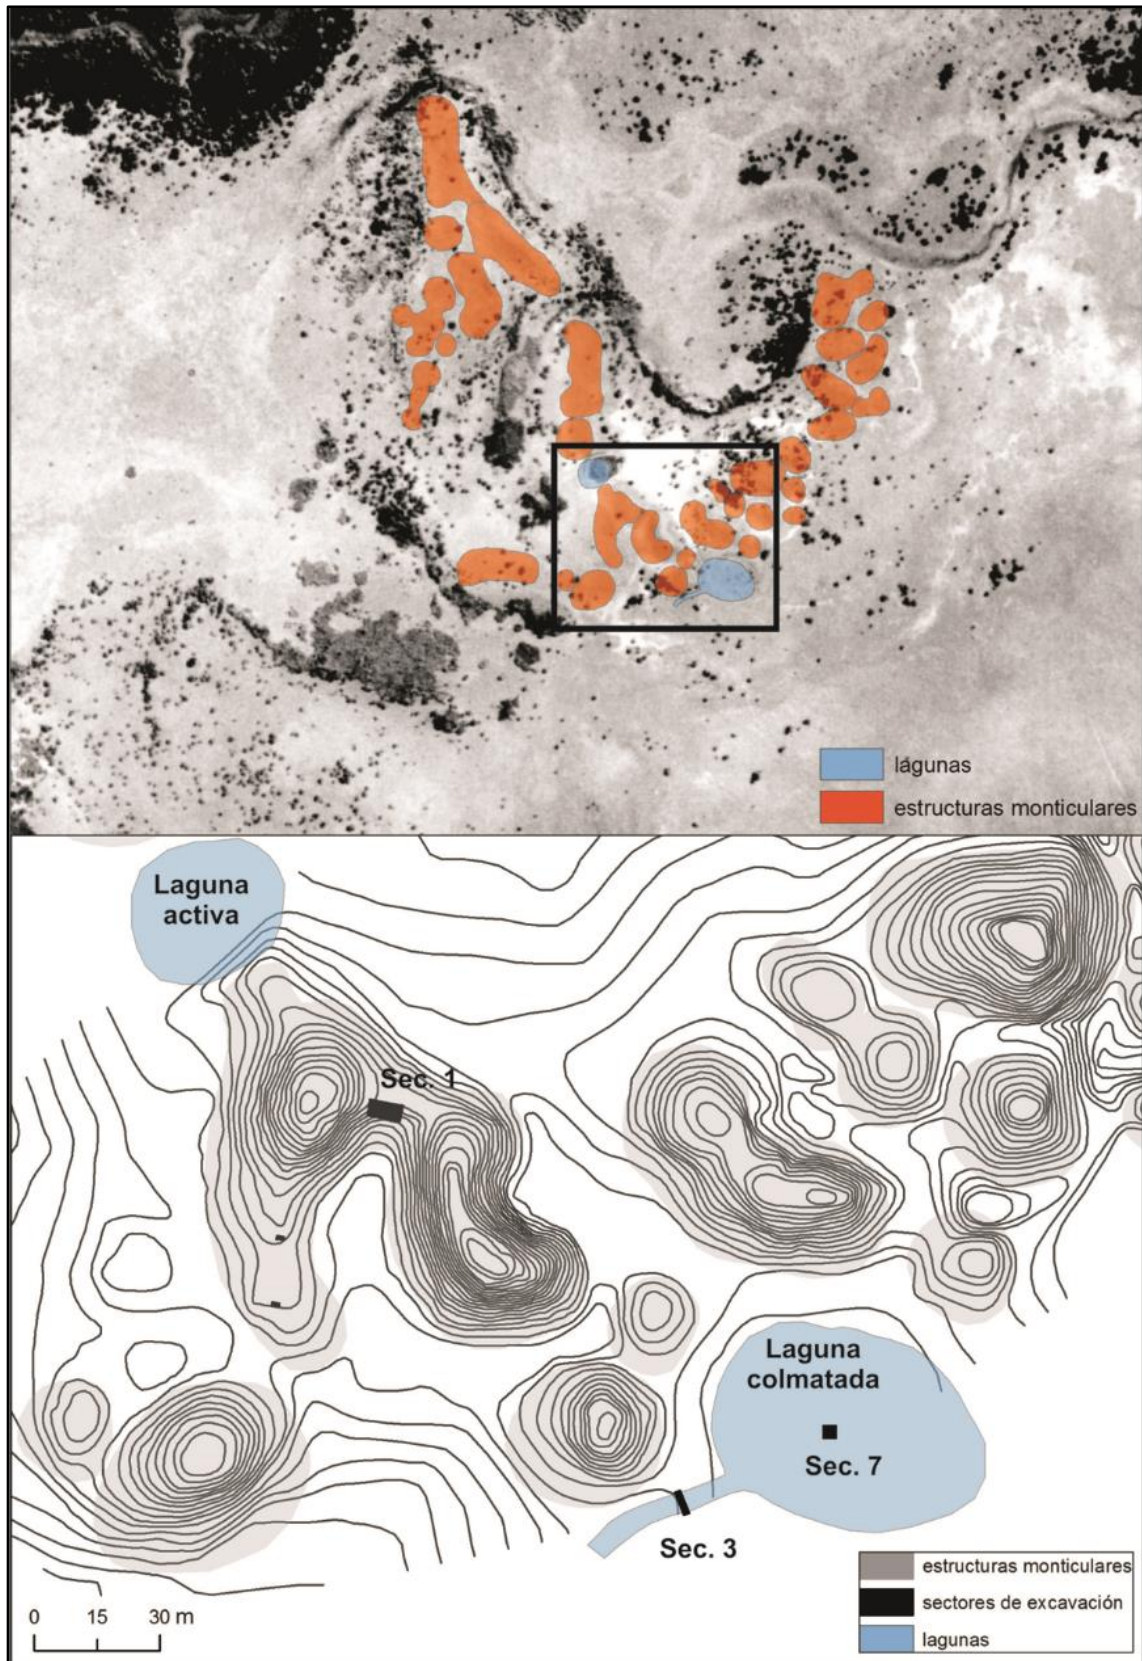 lágunas
estructuras monticulares
Laguna
activa
Sec. 1
Laguna
colmatada
Sec. 7
Sec. 3
estructuras monticulares
sectores de excavación
lagunas
0 15 30 m